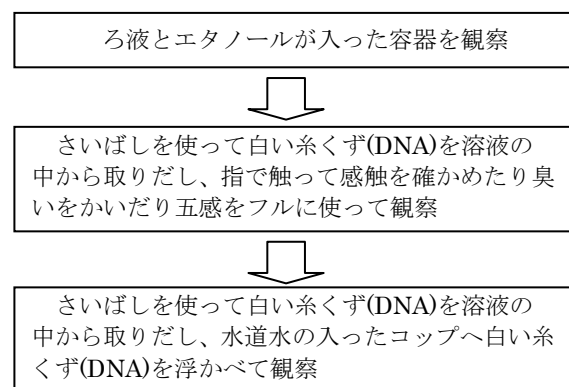 ろ液とエタノールが入った容器を観察
さいばしを使って白い糸くず(DNA)を溶液の
中から取りだし、指で触って感触を確かめたり臭
いをかいだり五感をフルに使って観察
さいばしを使って白い糸くず(DNA)を溶液の
中から取りだし、水道水の入ったコップへ白い糸
くず(DNA)を浮かべて観察